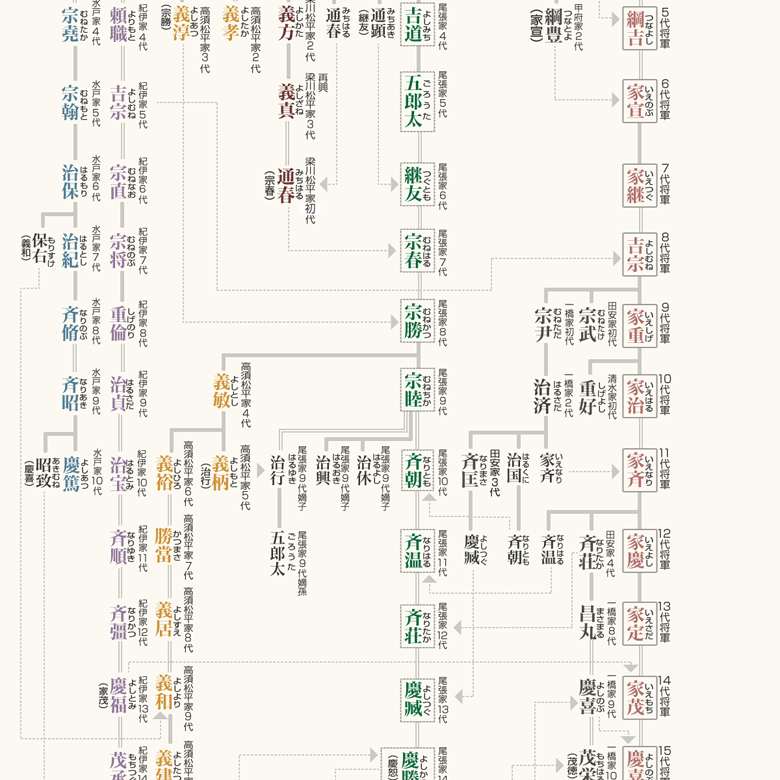 5代将軍
綱吉 つなよし
6代将軍
家宣 いえのぶ
7代将軍
家継 いえつぐ
8代将軍
吉宗 よしむね
9代将軍
家重 いえしげ
10代将軍
家治 いえはる
11代将軍
家斉 いえなり
12代将軍
家慶 いえよし
13代将軍
家定 いえさだ
14代将軍
家茂 いえもち
15代将軍
慶喜
甲府家2代
綱豊 つなとよ
(家宣)
田安家初代
宗武 むねたけ
一橋家初代
宗尹 むねただ
清水家初代
重好 しげよし
一橋家2代
治済 はるさだ
家斉 いえなり
治国 はるくに
田安家3代
斉匡 なりまさ
田安家4代
斉荘 なりたか
斉温 なりはる
斉朝 なりとも
慶臧 よしつぐ
一橋家8代
昌丸 まさまる
一橋家9代
慶喜 よしのぶ
一橋家10
茂栄
(茂徳)
尾張家4代
吉通 よしみち
尾張家5代
五郎太 ごろうた
尾張家6代
継友 つぐとも
尾張家7代
宗春 むねはる
尾張家8代
宗勝 むねかつ
尾張家9代
宗睦 むねちか
尾張家10代
斉朝 なりとも
尾張家11代
斉温 なりはる
尾張家12代
斉荘 なりたか
尾張家13代
慶臧 よしつぐ
尾張家14
慶勝
(慶恕)
通顕 みちあき
(継友)
通春 みちはる
梁川松平家2代
義方 よしかた
再興
梁川松平家3代
義真 よしざね
梁川松平家初代
通春 みちはる
(宗春)
尾張家9代嫡子
治休 はるよし
尾張家9代嫡子
治興 はるおき
尾張家9代嫡子
治行 はるゆき
尾張家9代嫡孫
五郎太 ごろうた
高須松平家2代
義孝 よしたか
高須松平家3代
義淳 よしあつ
(宗勝)
高須松平家4代
義敏 よしとし
高須松平家5代
義柄 よしもと
(治行)
高須松平家6代
義裕 よしひろ
高須松平家7代
勝當 かつまさ
高須松平家8代
義居 よしすえ
高須松平家9代
義和 よしより
高須松平家
義建
紀伊家4代
頼職 よりもと
紀伊家5代
吉宗 よしむね
紀伊家6代
宗直 むねなお
紀伊家7代
宗将 むねのぶ
紀伊家8代
重倫 しげのり
紀伊家9代
治貞 はるさだ
紀伊家10代
治宝 はるとみ
紀伊家11代
斉順 なりゆき
紀伊家12代
斉彊 なりかつ
紀伊家13代
慶福 よしとみ
(家茂)
紀伊家14
茂承
水戸家4代
宗堯 むねたか
水戸家5代
宗翰 むねもと
水戸家6代
治保 はるもり
水戸家7代
治紀 はるとし
保右 もりすけ
(義和)
水戸家8代
斉脩 なりのぶ
水戸家9代
斉昭 なりあき
水戸家10代
慶篤 よしあつ
昭致 あきむね
(慶喜)